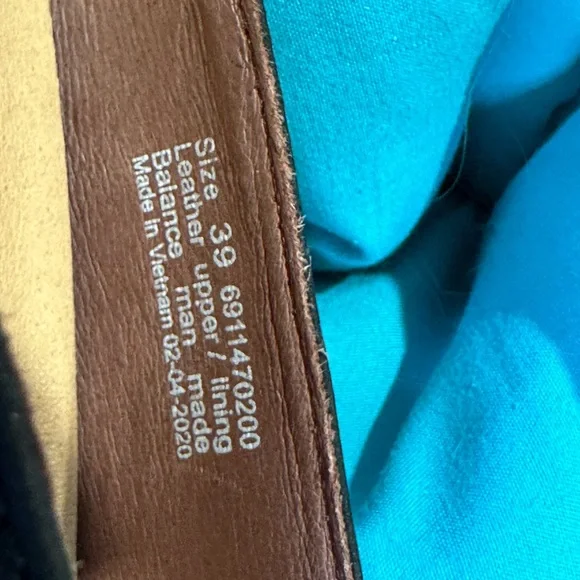 Size 39 6911470200
Leather upper / lining
Balance man made
Made in Vietnam 02-04-2020